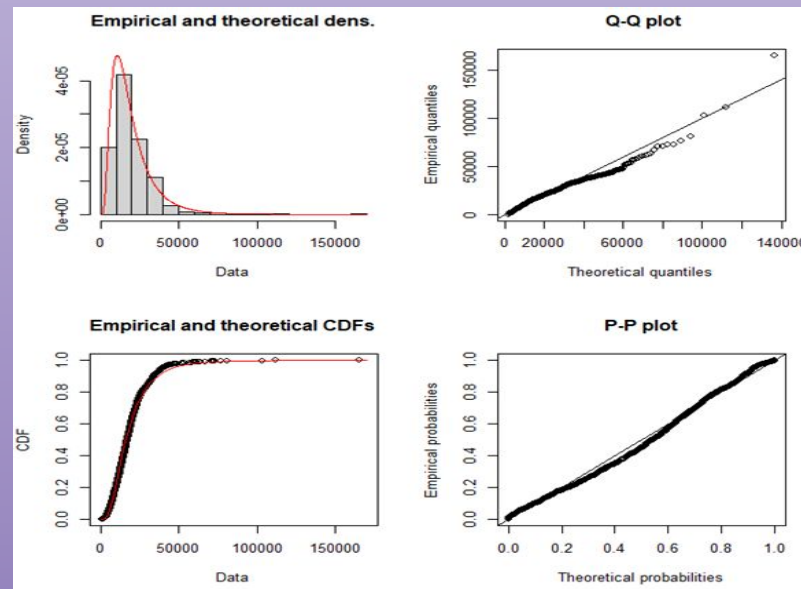 Empirical and theoretical dens.
Density
0e+00 2e-05 4e-05
0 50000 100000 150000
Data
Q-Q plot
Empirical quantiles
0 50000 100000 150000
0 20000 60000 100000 140000
Theoretical quantiles
Empirical and theoretical CDFs
CDF
0.0 0.2 0.4 0.6 0.8 1.0
0 50000 100000 150000
Data
P-P plot
Empirical probabilities
0.0 0.2 0.4 0.6 0.8 1.0
0.0 0.2 0.4 0.6 0.8 1.0
Theoretical probabilities